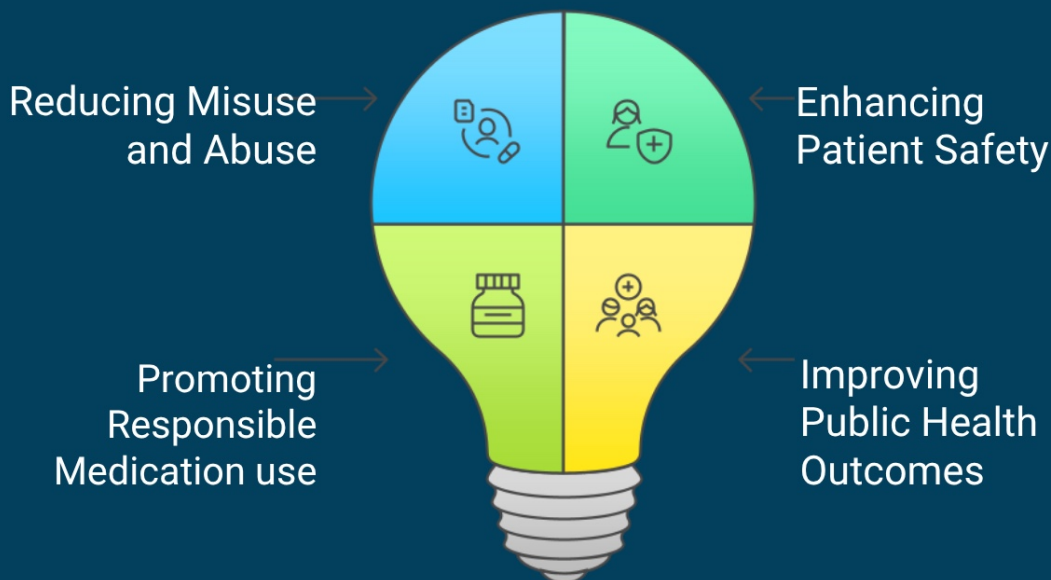 Reducing Misuse
and Abuse
Enhancing
Patient Safety
Promoting
Responsible
Medication use
Improving
Public Health
Outcomes